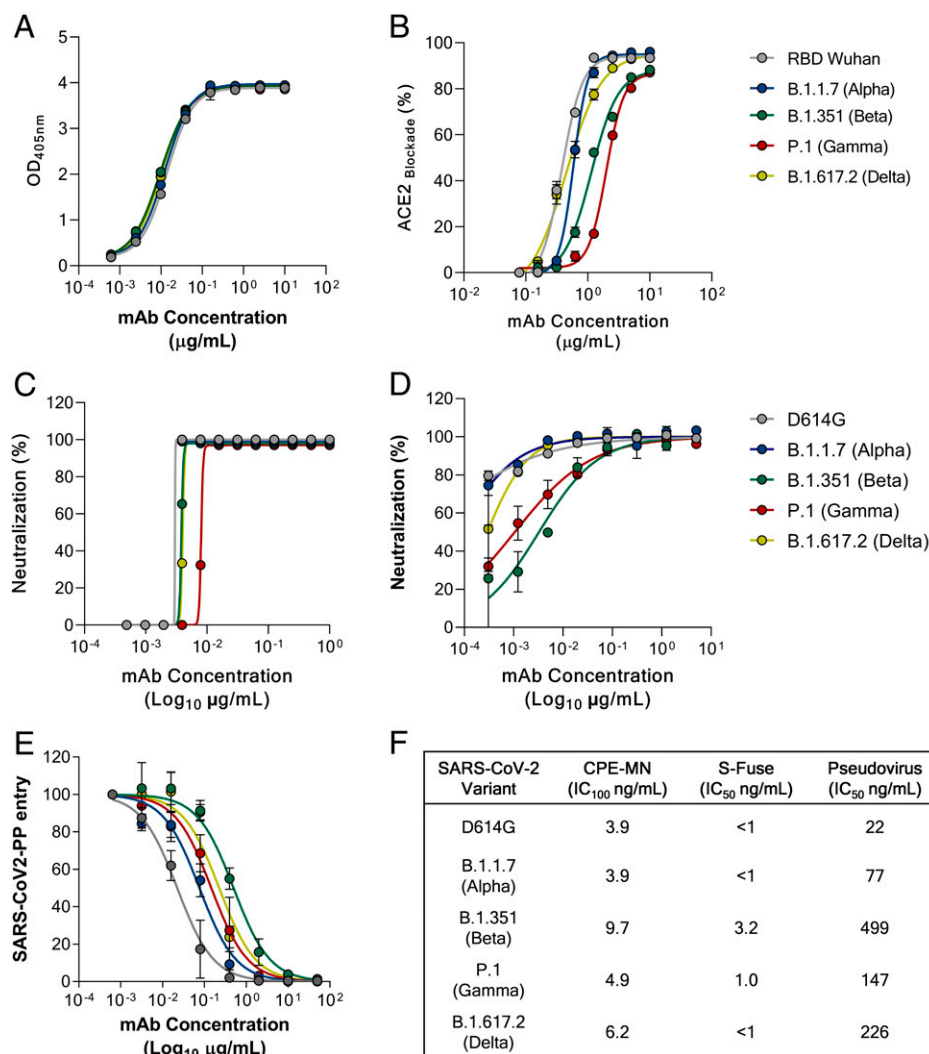 A
5
4
3
2
1
0
OD405nm
10-4 10-3 10-2 10-1 100 101 102
mAb Concentration
(µg/mL)
B
100
80
60
40
20
0
ACE2 Blockade (%)
10-2 10-1 100 101 102
mAb Concentration
(µg/mL)
RBD Wuhan
B.1.1.7 (Alpha)
B.1.351 (Beta)
P.1 (Gamma)
B.1.617.2 (Delta)
C
120
100
80
60
40
20
0
Neutralization (%)
10-4 10-3 10-2 10-1 100
mAb Concentration
(Log10 µg/mL)
D
120
100
80
60
40
20
0
Neutralization (%)
10-4 10-3 10-2 10-1 100 101
mAb Concentration
(Log10 µg/mL)
D614G
B.1.1.7 (Alpha)
B.1.351 (Beta)
P.1 (Gamma)
B.1.617.2 (Delta)
E
120
100
80
60
40
20
0
SARS-CoV2-PP entry
10-4 10-3 10-2 10-1 100 101 102
mAb Concentration
(Log10 µg/mL)
F
SARS-CoV-2 Variant CPE-MN (IC100 ng/mL) S-Fuse (IC50 ng/mL) Pseudovirus (IC50 ng/mL)
D614G 3.9 <1 22
B.1.1.7 (Alpha) 3.9 <1 77
B.1.351 (Beta) 9.7 3.2 499
P.1 (Gamma) 4.9 1.0 147
B.1.617.2 (Delta) 6.2 <1 226